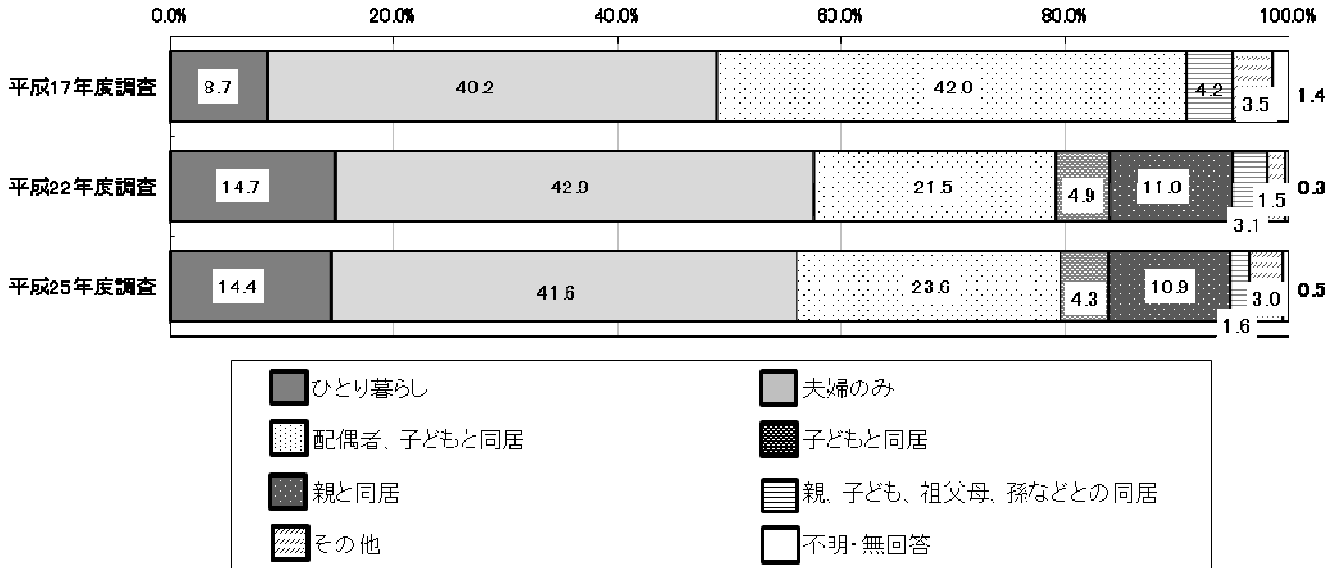 0.0% 20.0% 40.0% 60.0% 80.0% 100.0%
平成17年度調査 8.7 40.2 42.0 4.2 3.5 1.4
平成22年度調査 14.7 42.9 21.5 4.9 11.0 3.1 1.5 0.3
平成25年度調査 14.4 41.6 23.6 4.3 10.9 1.6 3.0 0.5
ひとり暮らし 夫婦のみ
配偶者、子どもと同居 子どもと同居
親と同居 親、子ども、祖父母、孫などとの同居
その他 不明・無回答